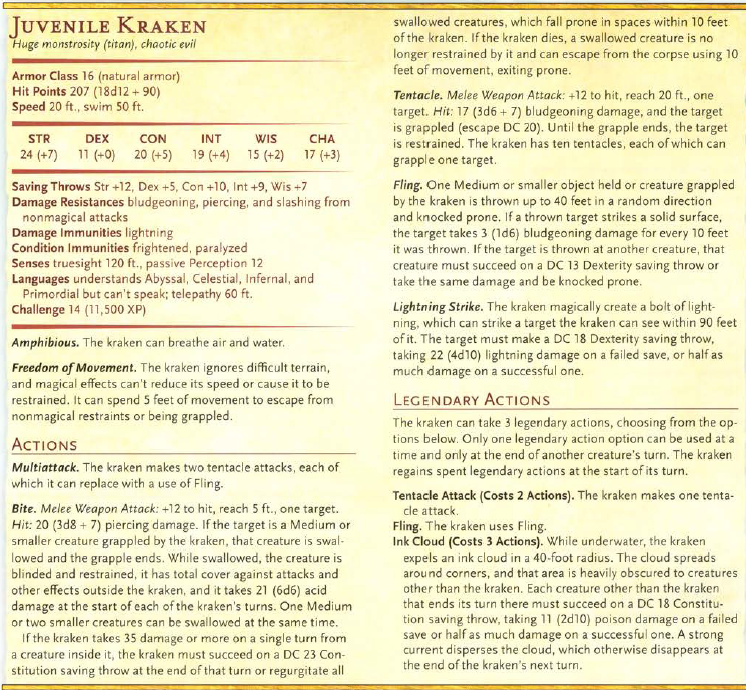 JUVENILE KRAKEN
Huge monstrosity (titan), chaotic evil
Armor Class 16 (natural armor)
Hit Points 207 (18d12 + 90)
Speed 20 ft., swim 50 ft.
STR DEX CON INT WIS CHA
24 (+7) 11 (+0) 20 (+5) 19 (+4) 15 (+2) 17 (+3)
Saving Throws Str +12, Dex +5, Con +10, Int +9, Wis +7
Damage Resistances bludgeoning, piercing, and slashing from
nonmagical attacks
Damage Immunities lightning
Condition Immunities frightened, paralyzed
Senses truesight 120 ft., passive Perception 12
Languages understands Abyssal, Celestial, Infernal, and
Primordial but can't speak; telepathy 60 ft.
Challenge 14 (11,500 XP)
Amphibious. The kraken can breathe air and water.
Freedom of Movement. The kraken ignores difficult terrain,
and magical effects can't reduce its speed or cause it to be
restrained. It can spend 5 feet of movement to escape from
nonmagical restraints or being grappled.
ACTIONS
Multiattack. The kraken makes two tentacle attacks, each of
which it can replace with a use of Fling.
Bite. Melee Weapon Attack: +12 to hit, reach 5 ft., one target.
Hit: 20 (3d8 + 7) piercing damage. If the target is a Medium or
smaller creature grappled by the kraken, that creature is swal-
lowed and the grapple ends. While swallowed, the creature is
blinded and restrained, it has total cover against attacks and
other effects outside the kraken, and it takes 21 (6d6) acid
damage at the start of each of the kraken's turns. One Medium
or two smaller creatures can be swallowed at the same time.
If the kraken takes 35 damage or more on a single turn from
a creature inside it, the kraken must succeed on a DC 23 Con-
stitution saving throw at the end of that turn or regurgitate all
swallowed creatures, which fall prone in spaces within 10 feet
of the kraken. If the kraken dies, a swallowed creature is no
longer restrained by it and can escape from the corpse using 10
feet of movement, exiting prone.
Tentacle. Melee Weapon Attack: +12 to hit, reach 20 ft., one
target. Hit: 17 (3d6 + 7) bludgeoning damage, and the target
is grappled (escape DC 20). Until the grapple ends, the target
is restrained. The kraken has ten tentacles, each of which can
grapple one target.
Fling. One Medium or smaller object held or creature grappled
by the kraken is thrown up to 40 feet in a random direction
and knocked prone. If a thrown target strikes a solid surface,
the target takes 3 (1d6) bludgeoning damage for every 10 feet
it was thrown. If the target is thrown at another creature, that
creature must succeed on a DC 13 Dexterity saving throw or
take the same damage and be knocked prone.
Lightning Strike. The kraken magically create a bolt of light-
ning, which can strike a target the kraken can see within 90 feet
of it. The target must make a DC 18 Dexterity saving throw,
taking 22 (4d10) lightning damage on a failed save, or half as
much damage on a successful one.
LEGENDARY ACTIONS
The kraken can take 3 legendary actions, choosing from the op-
tions below. Only one legendary action option can be used at a
time and only at the end of another creature's turn. The kraken
regains spent legendary actions at the start of its turn.
Tentacle Attack (Costs 2 Actions). The kraken makes one tenta-
cle attack.
Fling. The kraken uses Fling.
Ink Cloud (Costs 3 Actions). While underwater, the kraken
expels an ink cloud in a 40-foot radius. The cloud spreads
around corners, and that area is heavily obscured to creatures
other than the kraken. Each creature other than the kraken
that ends its turn there must succeed on a DC 18 Constitu-
tion saving throw, taking 11 (2d10) poison damage on a failed
save or half as much damage on a successful one. A strong
current disperses the cloud, which otherwise disappears at
the end of the kraken's next turn.